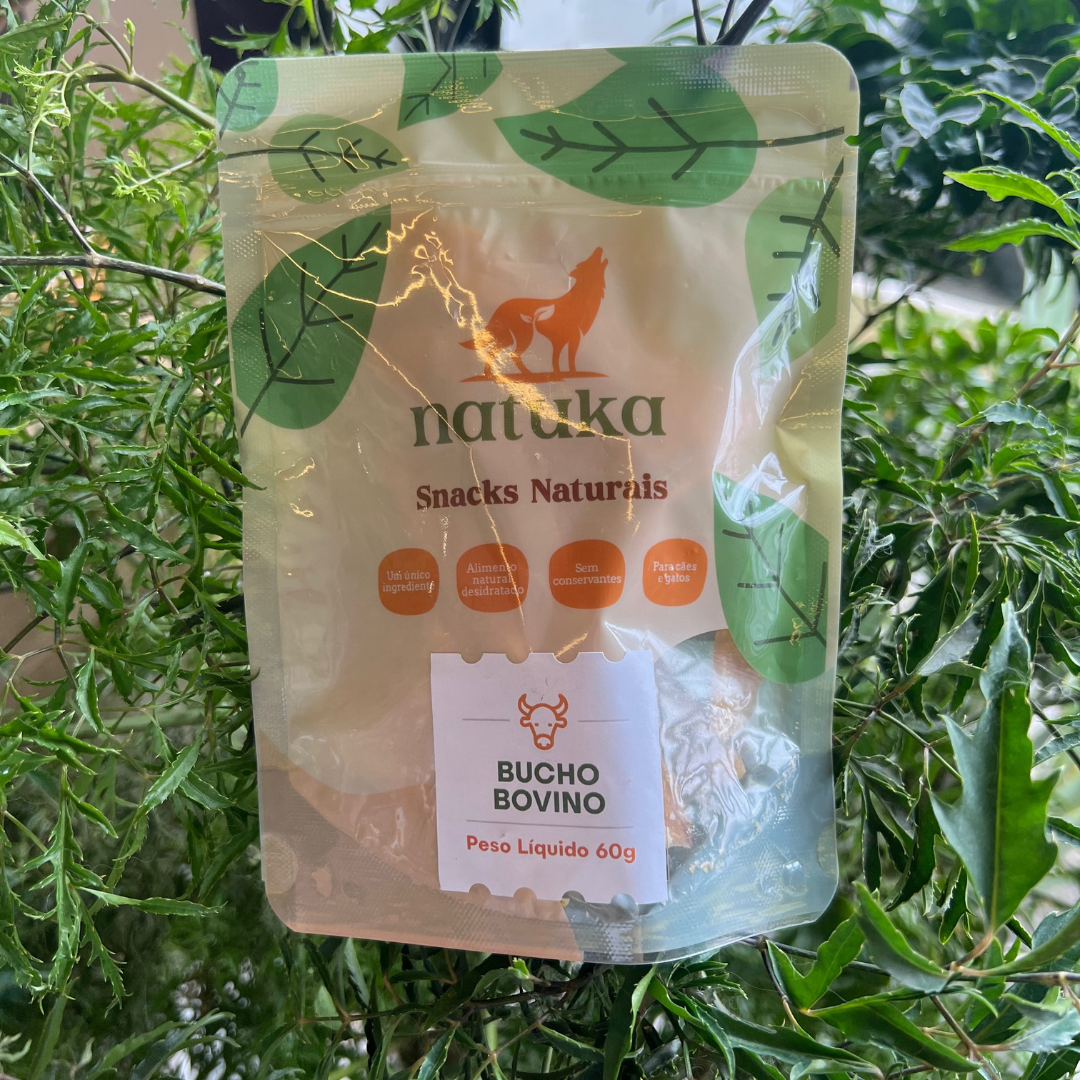 natuka
Snacks Naturais
Um único
ingrediente
Alimento
natural
desidratado
Sem
conservantes
Para cães
e gatos
BUCHO
BOVINO
Peso Líquido 60g